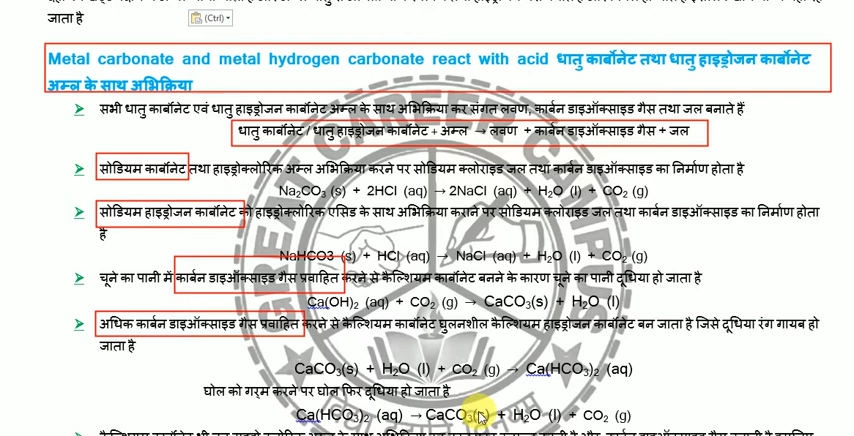 जाता है
(Ctrl)
Metal carbonate and metal hydrogen carbonate react with acid धातु कार्बोनेट तथा धातु हाइड्रोजन कार्बोनेट
अम्ल के साथ अभिक्रिया
सभी धातु कार्बोनेट एवं धातु हाइड्रोजन कार्बोनेट अम्ल के साथ अभिक्रिया कर संगत लवण, कार्बन डाइऑक्साइड गैस तथा जल बनाते हैं
धातु कार्बोनेट / धातु हाइड्रोजन कार्बोनेट + अम्ल → लवण + कार्बन डाइऑक्साइड गैस + जल
सोडियम कार्बोनेट तथा हाइड्रोक्लोरिक अम्ल अभिक्रिया करने पर सोडियम क्लोराइड जल तथा कार्बन डाइऑक्साइड का निर्माण होता है
Na₂CO₃ (s) + 2HCl (aq) → 2NaCl (aq) + H₂O (l) + CO₂ (g)
सोडियम हाइड्रोजन कार्बोनेट की हाइड्रोक्लोरिक एसिड के साथ अभिक्रिया कराने पर सोडियम क्लोराइड जल तथा कार्बन डाइऑक्साइड का निर्माण होता
है
NaHCO3 (s) + HCl (aq) → NaCl (aq) + H₂O (l) + CO₂ (g)
चूने का पानी में कार्बन डाइऑक्साइड गैस प्रवाहित करने से कैल्शियम कार्बोनेट बनने के कारण चूने का पानी दूधिया हो जाता है
Ca(OH)₂ (aq) + CO₂ (g) → CaCO₃(s) + H₂O (l)
अधिक कार्बन डाइऑक्साइड गैस प्रवाहित करने से कैल्शियम कार्बोनेट घुलनशील कैल्शियम हाइड्रोजन कार्बोनेट बन जाता है जिसे दूधिया रंग गायब हो
जाता है
CaCO₃(s) + H₂O (l) + CO₂ (g) → Ca(HCO₃)₂ (aq)
घोल को गर्म करने पर घोल फिर दूधिया हो जाता है
Ca(HCO₃)₂ (aq) → CaCO₃(s) + H₂O (l) + CO₂ (g)
GREAT CAREER CAMPUS